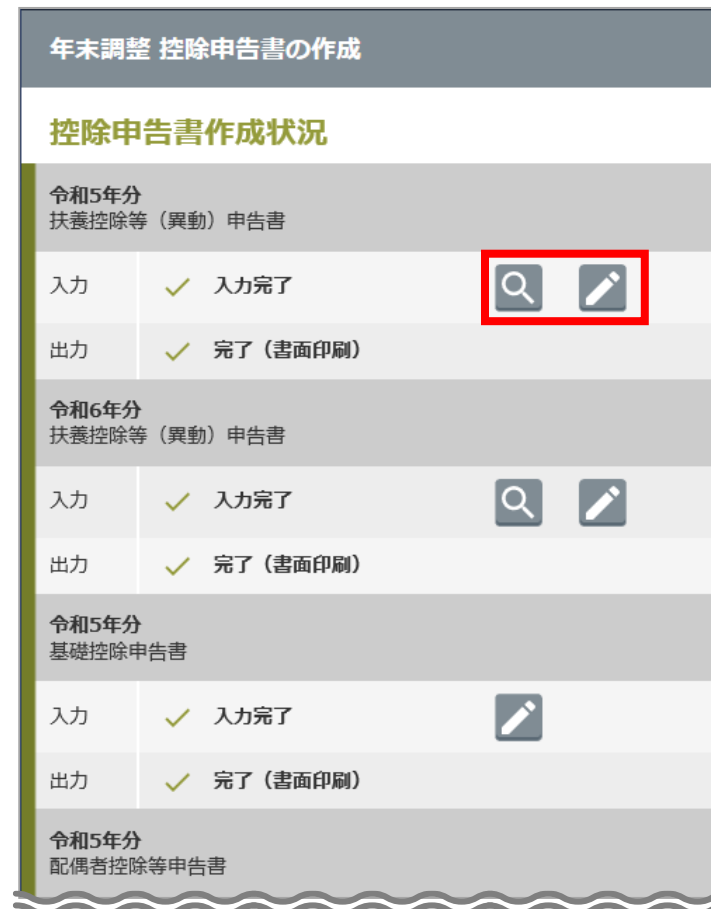 年末調整 控除申告書の作成
控除申告書作成状況
令和5年分
扶養控除等（異動）申告書
入力 入力完了
出力 完了（書面印刷）
令和6年分
扶養控除等（異動）申告書
入力 入力完了
出力 完了（書面印刷）
令和5年分
基礎控除申告書
入力 入力完了
出力 完了（書面印刷）
令和5年分
配偶者控除等申告書